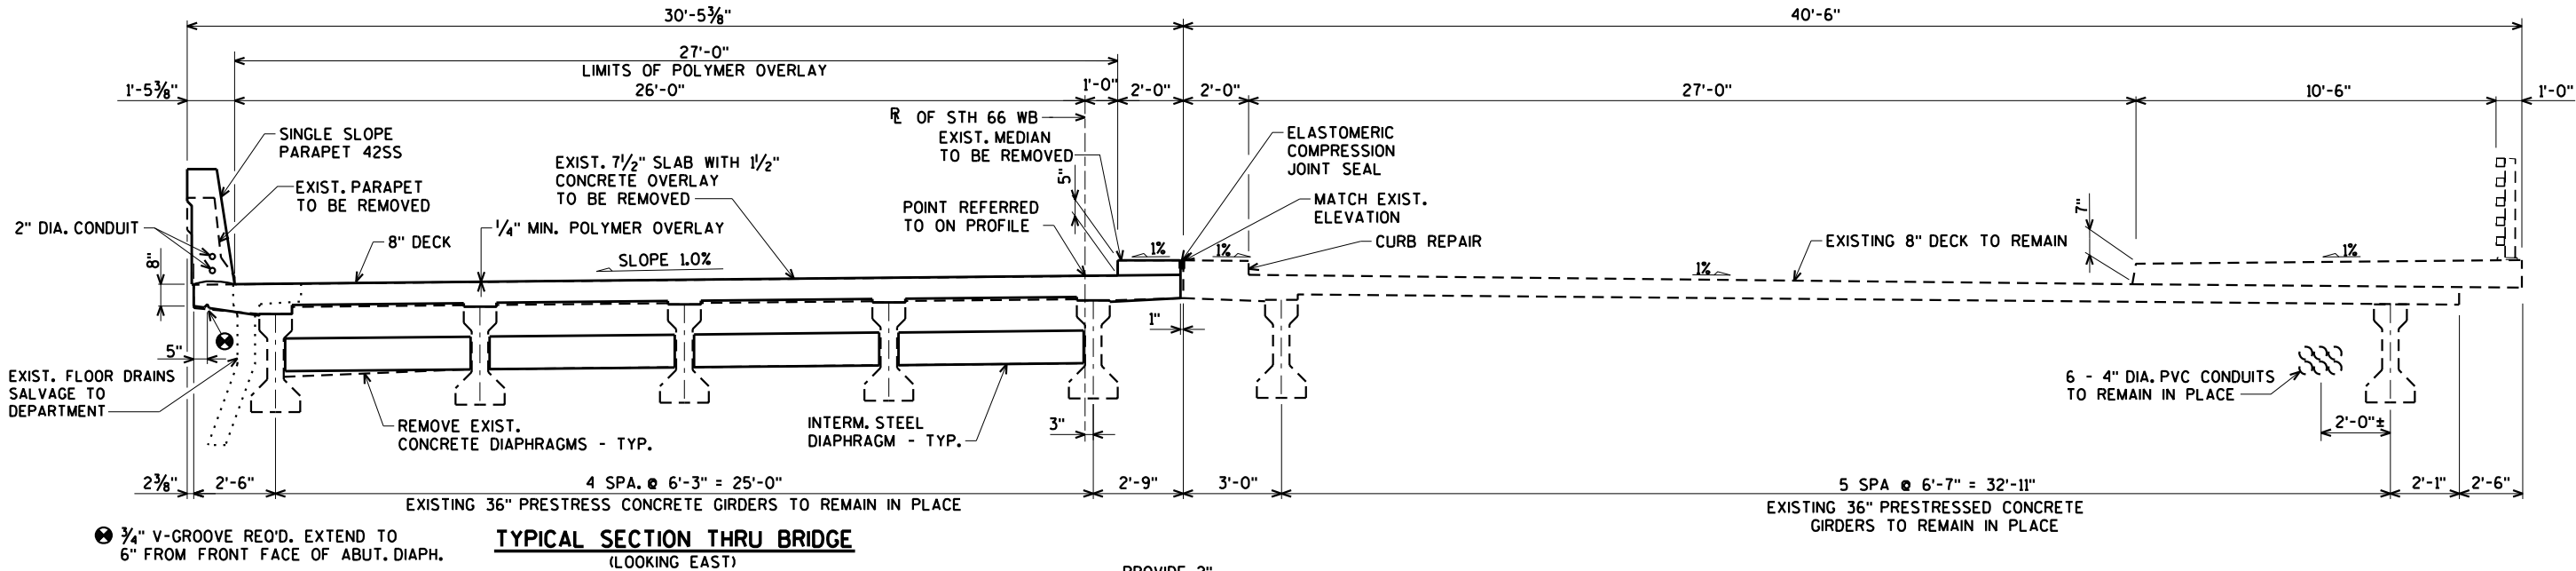 30'-5⅜"
40'-6"
27'-0"
LIMITS OF POLYMER OVERLAY
1'-5⅜"
26'-0"
1'-0"
2'-0"
2'-0"
27'-0"
10'-6"
1'-0"
SINGLE SLOPE
PARAPET 42SS
EXIST. PARAPET
TO BE REMOVED
2" DIA. CONDUIT
8"
8" DECK
¼" MIN. POLYMER OVERLAY
EXIST. 7½" SLAB WITH 1½"
CONCRETE OVERLAY
TO BE REMOVED
SLOPE 1.0%
℞ OF STH 66 WB
EXIST. MEDIAN
TO BE REMOVED
5"
POINT REFERRED
TO ON PROFILE
ELASTOMERIC
COMPRESSION
JOINT SEAL
MATCH EXIST.
ELEVATION
CURB REPAIR
1%
1%
1%
EXISTING 8" DECK TO REMAIN
7"
1%
5"
1"
EXIST. FLOOR DRAINS
SALVAGE TO
DEPARTMENT
REMOVE EXIST.
CONCRETE DIAPHRAGMS - TYP.
INTERM. STEEL
DIAPHRAGM - TYP.
3"
6 - 4" DIA. PVC CONDUITS
TO REMAIN IN PLACE
2'-0"±
2⅜"
2'-6"
4 SPA. @ 6'-3" = 25'-0"
EXISTING 36" PRESTRESS CONCRETE GIRDERS TO REMAIN IN PLACE
2'-9"
3'-0"
5 SPA @ 6'-7" = 32'-11"
EXISTING 36" PRESTRESSED CONCRETE
GIRDERS TO REMAIN IN PLACE
2'-1"
2'-6"
¾" V-GROOVE REQ'D. EXTEND TO
6" FROM FRONT FACE OF ABUT. DIAPH.
TYPICAL SECTION THRU BRIDGE
(LOOKING EAST)
PROVIDE 2"